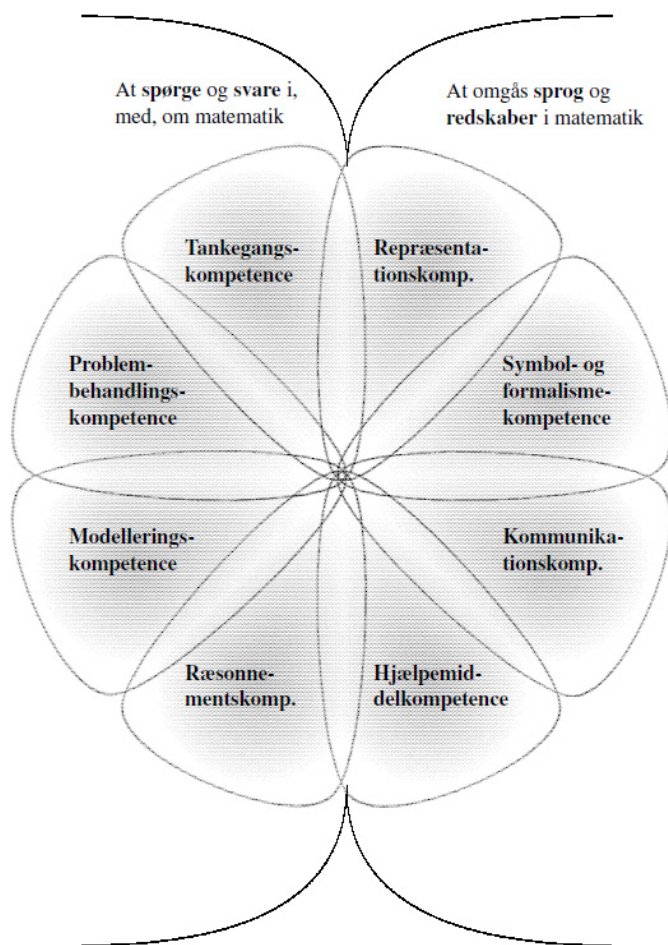 At spørge og svare i,
med, om matematik
At omgås sprog og
redskaber i matematik
Tankegangs-
kompetence
Repræsenta-
tionskomp.
Problem-
behandlings-
kompetence
Symbol- og
formalisme-
kompetence
Modellerings-
kompetence
Kommunika-
tionskomp.
Ræsonne-
mentskomp.
Hjælpemid-
delkompetence